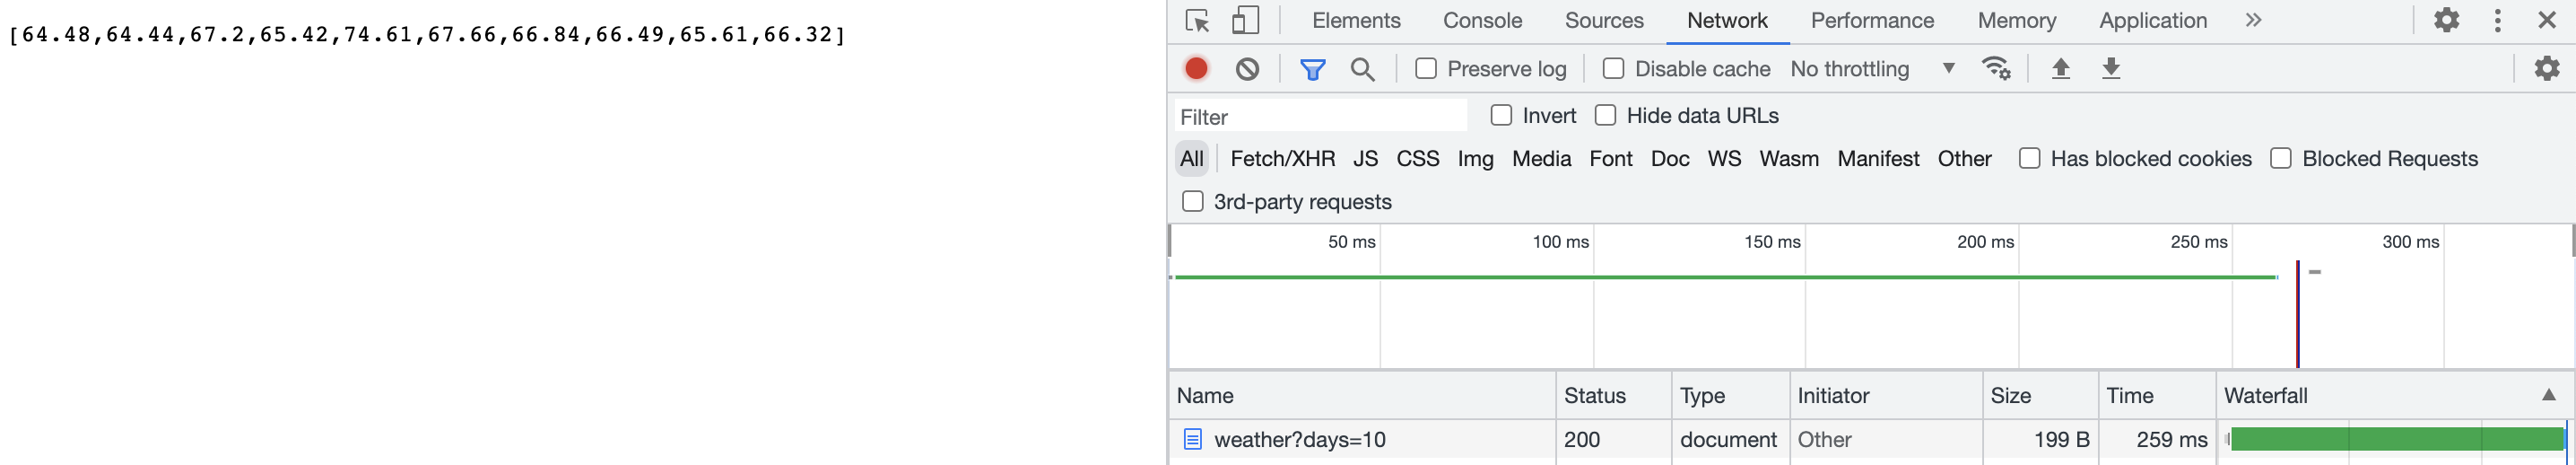 [64.48,64.44,67.2,65.42,74.61,67.66,66.84,66.49,65.61,66.32]
Elements Console Sources Network Performance Memory Application
Preserve log Disable cache No throttling
Filter Invert Hide data URLs
All Fetch/XHR JS CSS Img Media Font Doc WS Wasm Manifest Other Has blocked cookies Blocked Requests
3rd-party requests
50 ms 100 ms 150 ms 200 ms 250 ms 300 ms
Name Status Type Initiator Size Time Waterfall
weather?days=10 200 document Other 199 B 259 ms